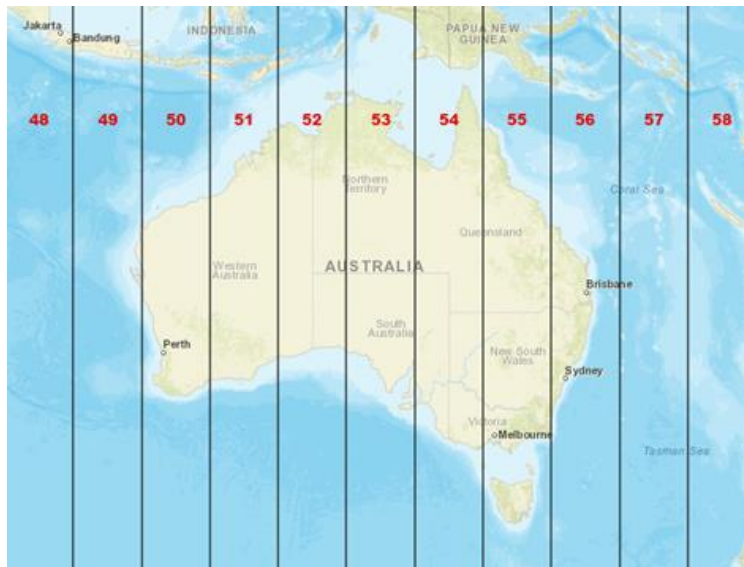 Jakarta
Bandung
INDONESIA
PAPUA NEW
GUINEA
48 49 50 51 52 53 54 55 56 57 58
Northern
Territory
Coral Sea
Queensland
Western
Australia
AUSTRALIA
Brisbane
South
Australia
Perth
New South
Wales
Sydney
Victoria
Melbourne
Tasman Sea